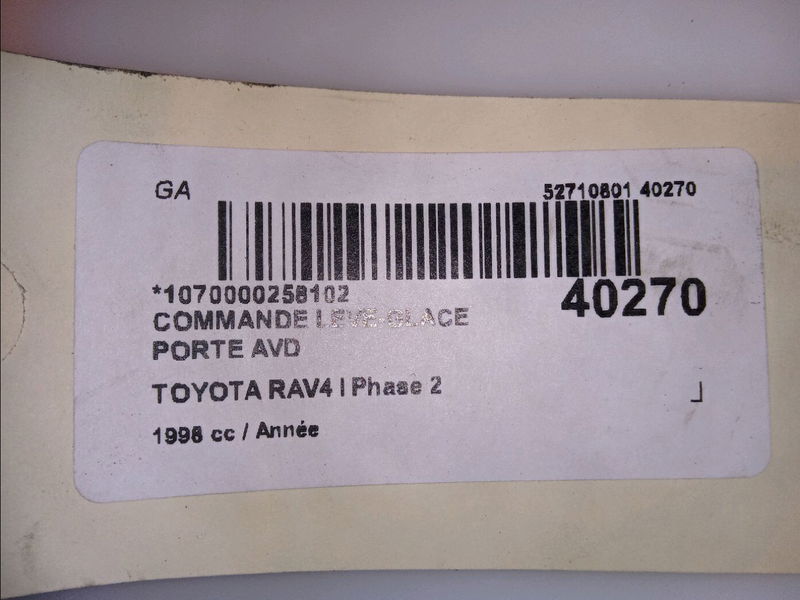 GA
52710801 40270
*1070000258102
40270
COMMANDE LEVE-GLACE
PORTE AVD
TOYOTA RAV4 I Phase 2
1998 cc / Année